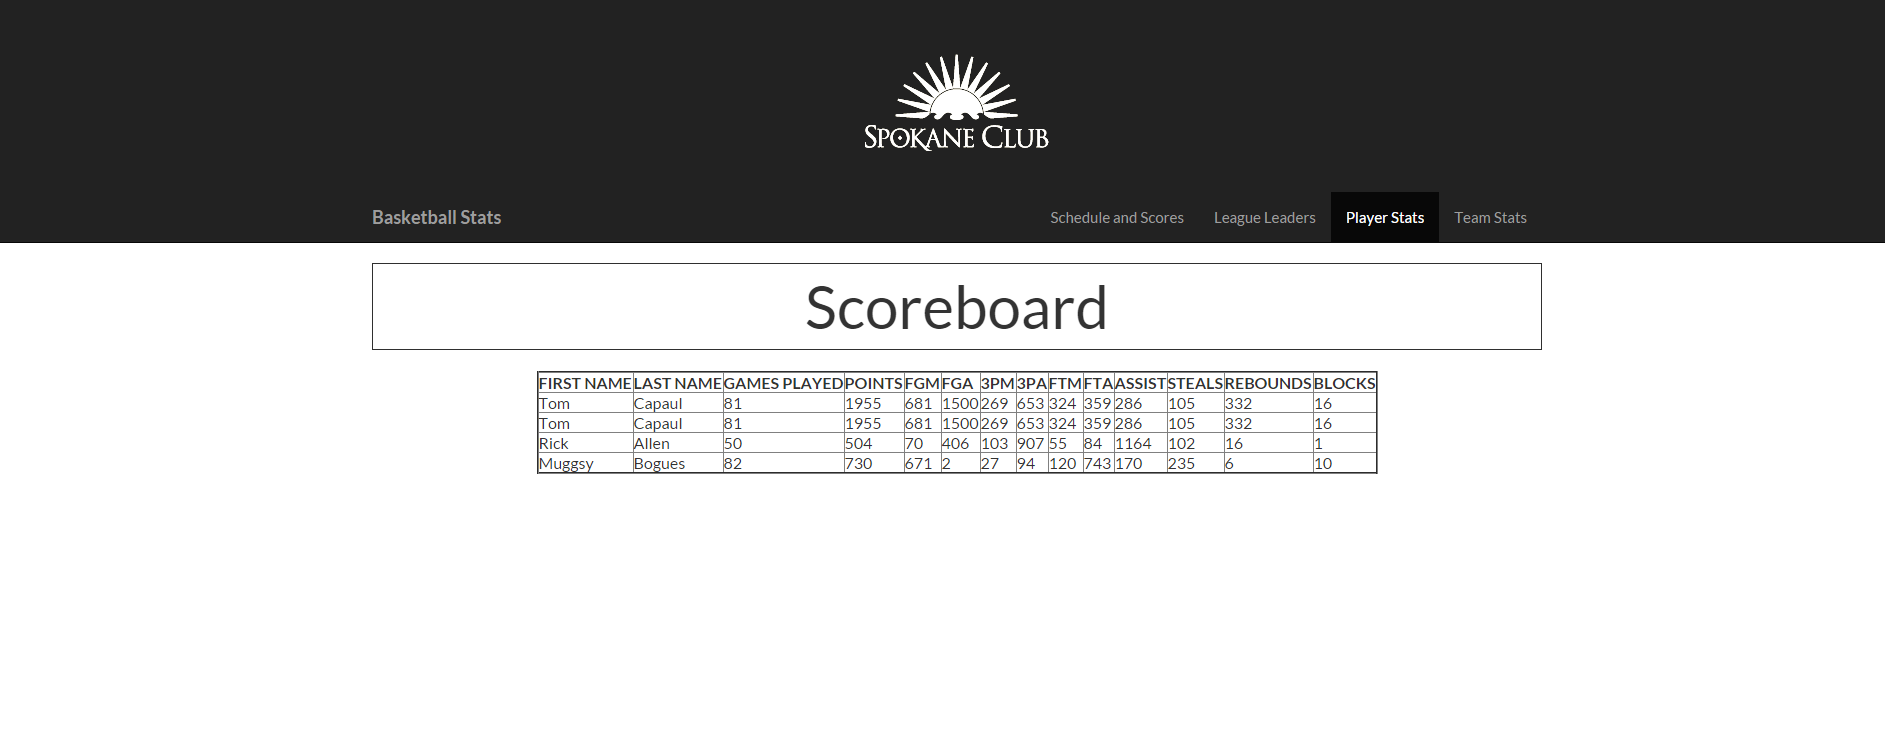 SPOKANE CLUB
Basketball Stats Schedule and Scores League Leaders Player Stats Team Stats
Scoreboard
FIRST NAME LAST NAME GAMES PLAYED POINTS FGM FGA 3PM 3PA FTM FTA ASSIST STEALS REBOUNDS BLOCKS
Tom Capaul 81 1955 681 1500 269 653 324 359 286 105 332 16
Tom Capaul 81 1955 681 1500 269 653 324 359 286 105 332 16
Rick Allen 50 504 70 406 103 907 55 84 1164 102 16 1
Muggsy Bogues 82 730 671 2 27 94 120 743 170 235 6 10